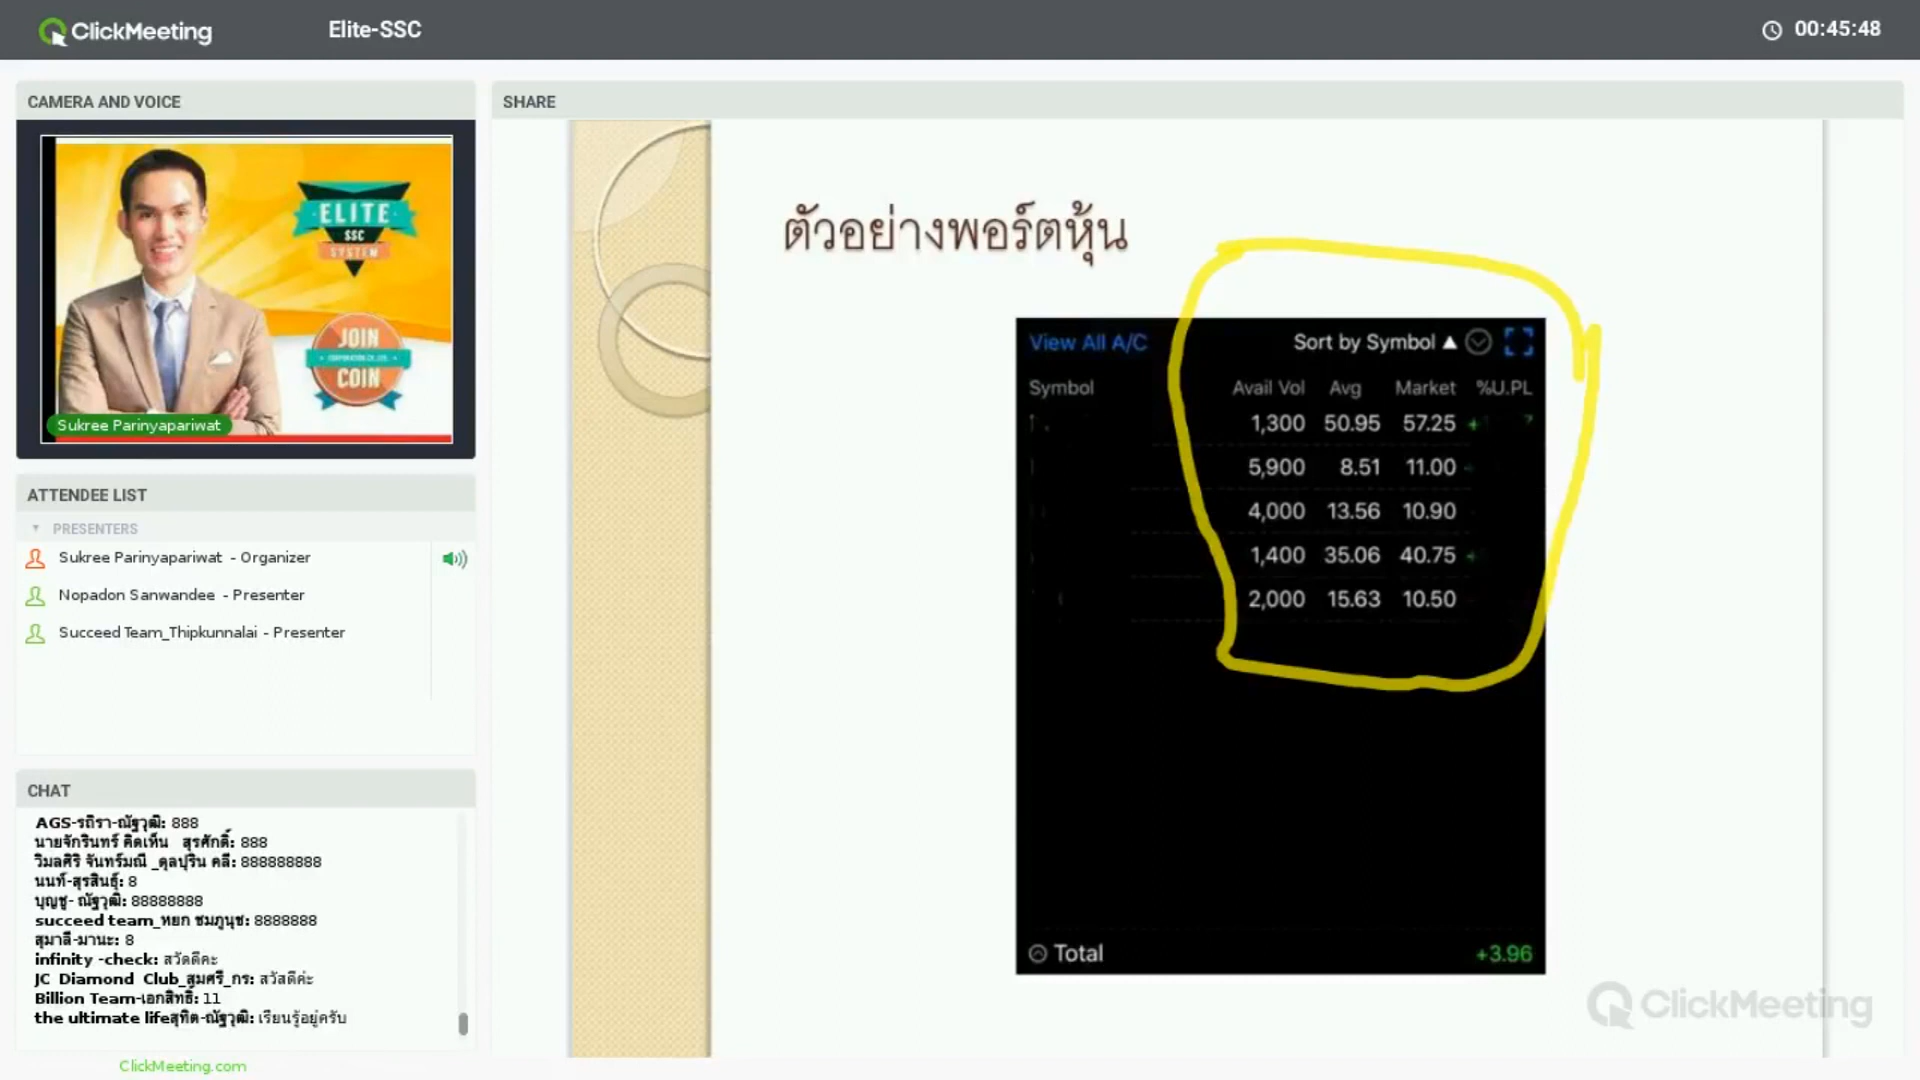 ClickMeeting
Elite-SSC
00:45:48
CAMERA AND VOICE
ELITE
SSC
SYSTEM
JOIN
COIN
Sukree Parinyapariwat
ATTENDEE LIST
PRESENTERS
Sukree Parinyapariwat - Organizer
Nopadon Sanwandee - Presenter
Succeed Team_Thipkunnalai - Presenter
CHAT
AGS-รถิรา-ณัฐวุฒิ: 888
นายจักรินทร์ คิดเห็น สุรศักดิ์: 888
วิมลศิริ จันทร์มณี _ดุลปุริน คลี: 888888888
นนท์-สุรสินธุ์: 8
บุญชู- ณัฐวุฒิ: 88888888
succeed team_หยก ชมภูนุช: 8888888
สุมาลี-มานะ: 8
infinity -check: สวัดดีคะ
JC Diamond Club_สุมศรี_กร: สวัสดีค่ะ
Billion Team-เอกสิทธิ์: 11
the ultimate lifeสุทิต-ณัฐวุฒิ: เรียนรู้อยู่ครับ
ClickMeeting.com
SHARE
ตัวอย่างพอร์ตหุ้น
View All A/C Sort by Symbol ▲
Symbol Avail Vol Avg Market %U.PL
1,300 50.95 57.25 +
5,900 8.51 11.00
4,000 13.56 10.90
1,400 35.06 40.75 +
2,000 15.63 10.50
Total +3.96
ClickMeeting